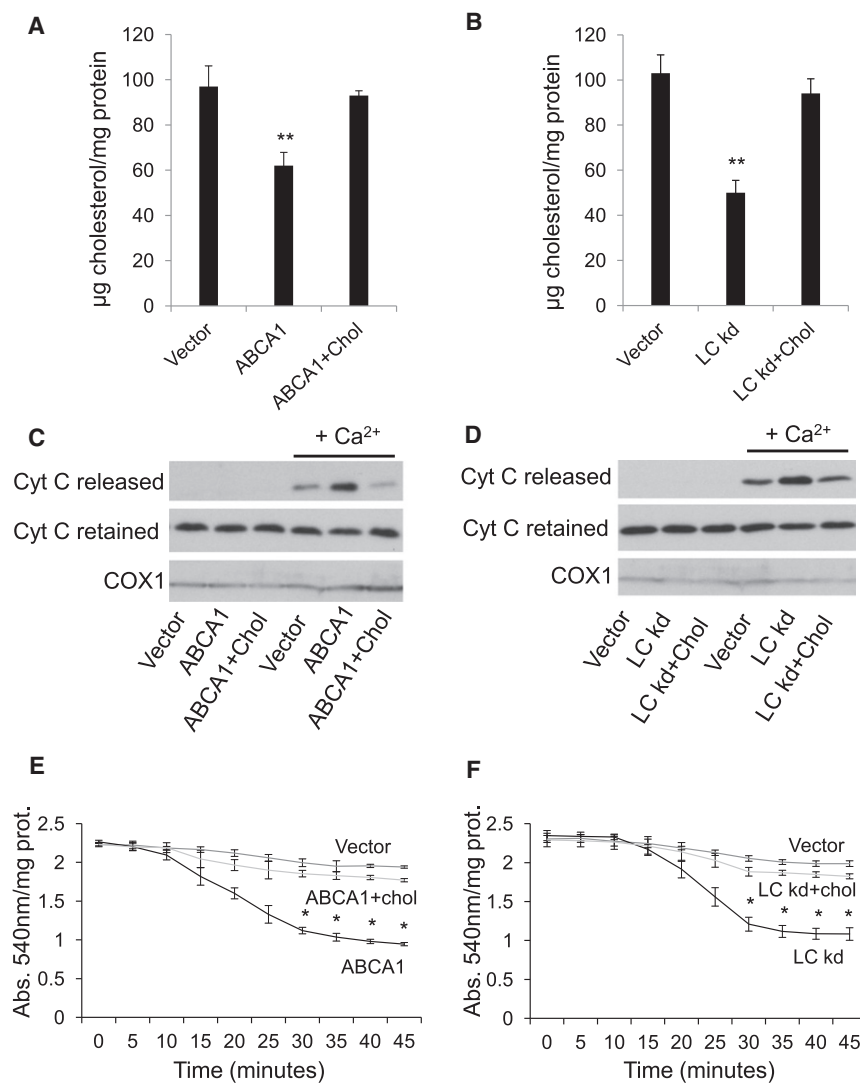 A
µg cholesterol/mg protein
120
100
80
60
40
20
0
**
Vector
ABCA1
ABCA1+Chol
B
µg cholesterol/mg protein
120
100
80
60
40
20
0
**
Vector
LC kd
LC kd+Chol
C
+ Ca²⁺
Cyt C released
Cyt C retained
COX1
Vector
ABCA1
ABCA1+Chol
Vector
ABCA1
ABCA1+Chol
D
+ Ca²⁺
Cyt C released
Cyt C retained
COX1
Vector
LC kd
LC kd+Chol
Vector
LC kd
LC kd+Chol
E
Abs. 540nm/mg prot.
2.5
2
1.5
1
0.5
0
Vector
ABCA1+chol
* * * *
ABCA1
0 5 10 15 20 25 30 35 40 45
Time (minutes)
F
Abs. 540nm/mg prot.
2.5
2
1.5
1
0.5
0
Vector
LC kd+chol
* * * *
LC kd
0 5 10 15 20 25 30 35 40 45
Time (minutes)